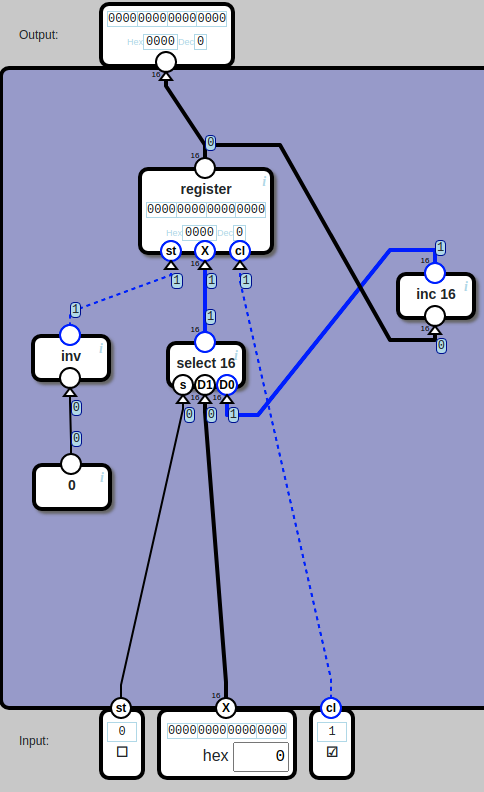 0000000000000000
Output:
Hex 0000 Dec 0
16
0
16
i
register
0000000000000000
Hex 0000 Dec 0
st X cl
16
1 1 1
1
16
i
inc 16
16
0
1
i
inv
1
16
i
select 16
s D1 D0
16 16
0 0 1
0
0
i
0
16
st X cl
Input:
0
0000000000000000
1
☐
hex 0
☑